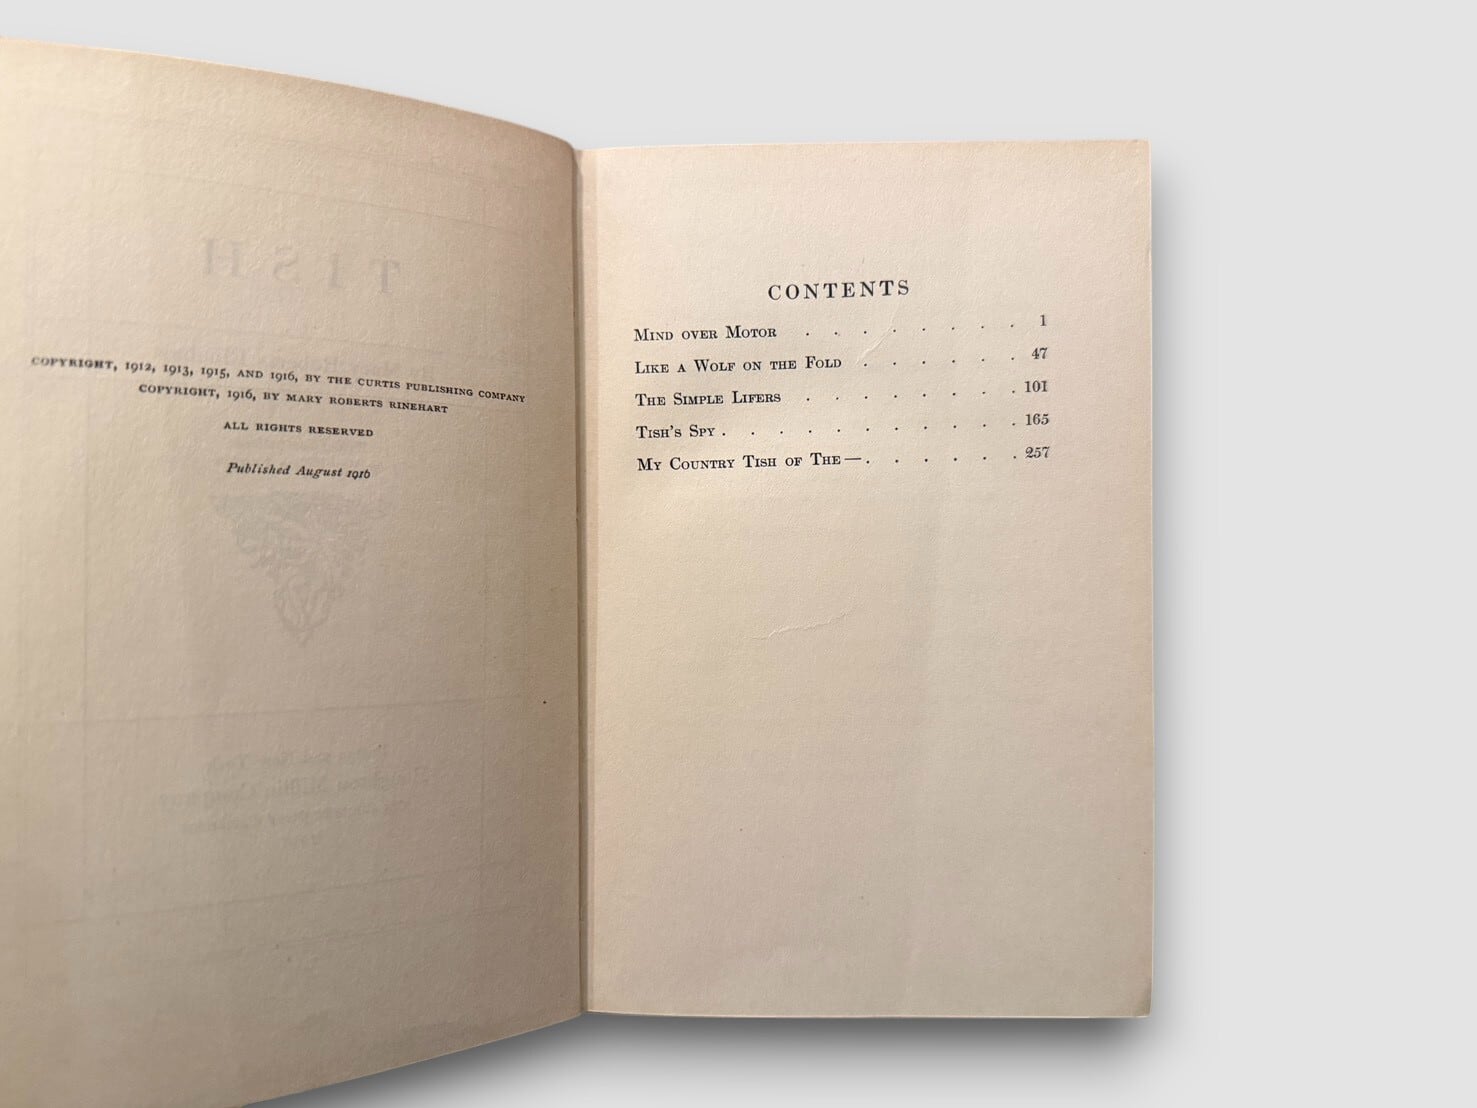 COPYRIGHT, 1912, 1913, 1915, AND 1916, BY THE CURTIS PUBLISHING COMPANY
COPYRIGHT, 1916, BY MARY ROBERTS RINEHART
ALL RIGHTS RESERVED
Published August 1916
TISH
CONTENTS
MIND OVER MOTOR . . . . . . . . 1
LIKE A WOLF ON THE FOLD . . . . . . 47
THE SIMPLE LIFERS . . . . . . . . 101
TISH'S SPY . . . . . . . . . . . 165
MY COUNTRY TISH OF THE — . . . . . . 257